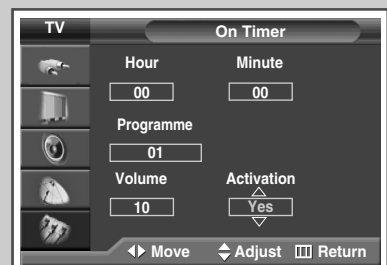 TV On Timer
Hour Minute
00 00
Programme
01
Volume Activation
10 Yes
Move Adjust Return